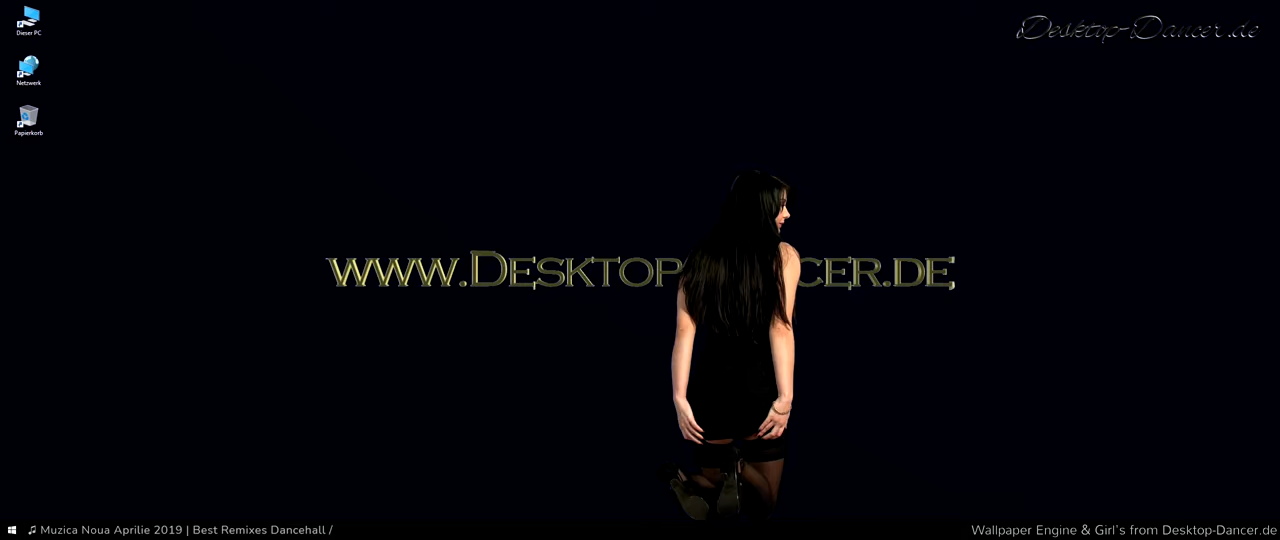 Dieser PC
Desktop-Dancer.de
Netzwerk
Papierkorb
www.Desktop cer.de
♫ Muzica Noua Aprilie 2019 | Best Remixes Dancehall /
Wallpaper Engine & Girl's from Desktop-Dancer.de